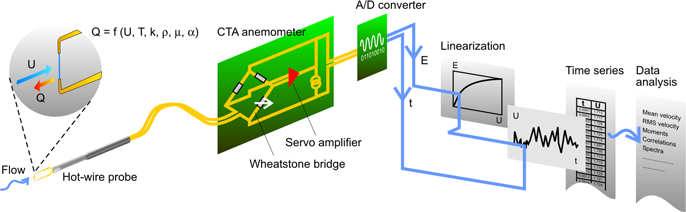 Q = f (U, T, k, ρ, μ, α)
U
Q
Flow
Hot-wire probe
CTA anemometer
Servo amplifier
Wheatstone bridge
A/D converter
011010010
E
t
Linearization
E
U
U
t
Time series
t U
Data
analysis
Mean velocity
RMS velocity
Moments
Correlations
Spectra